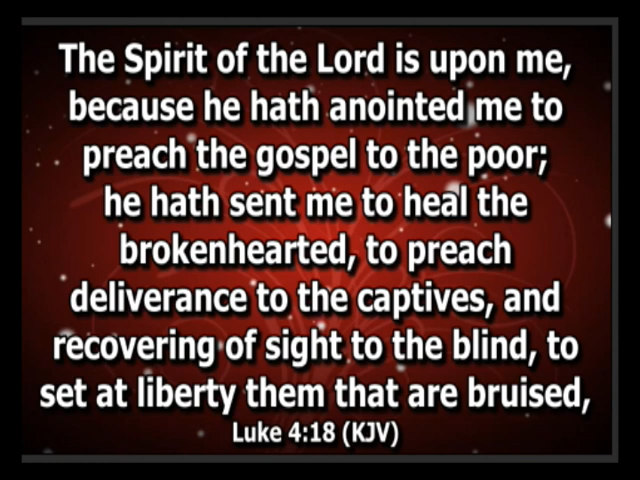 The Spirit of the Lord is upon me,
because he hath anointed me to
preach the gospel to the poor;
he hath sent me to heal the
brokenhearted, to preach
deliverance to the captives, and
recovering of sight to the blind, to
set at liberty them that are bruised,
Luke 4:18 (KJV)